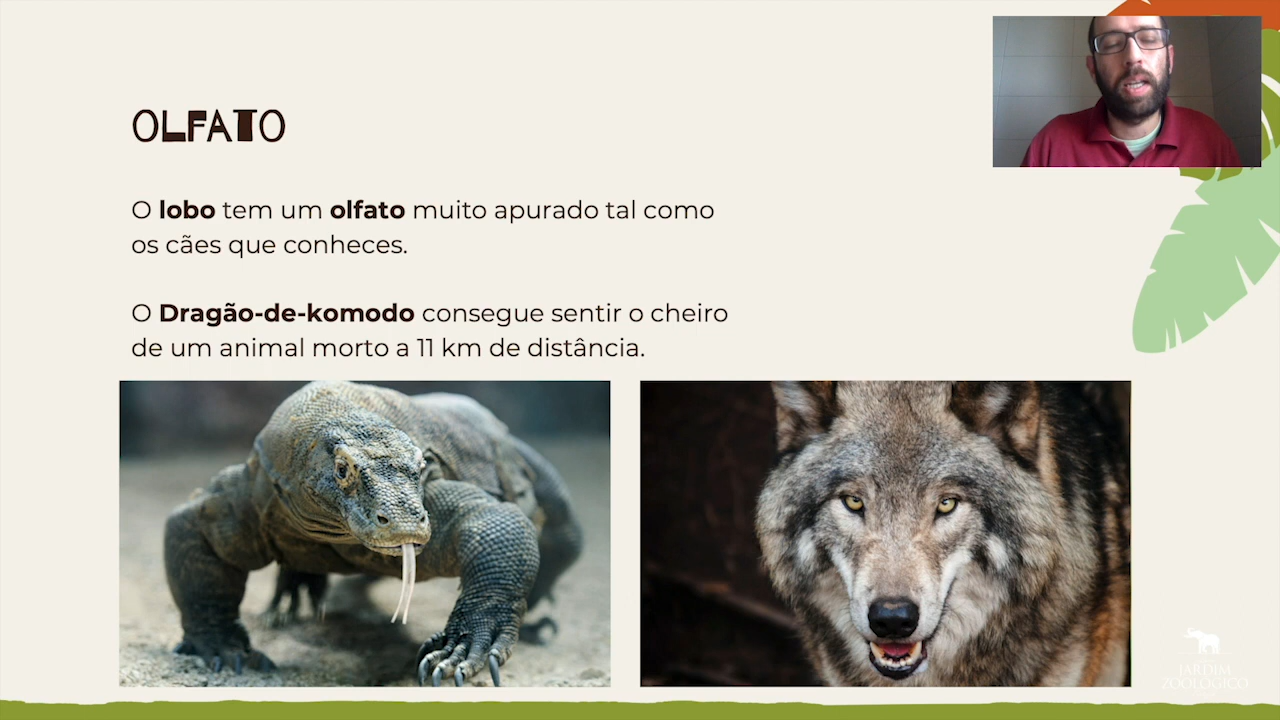 OLFATO
O lobo tem um olfato muito apurado tal como
os cães que conheces.
O Dragão-de-komodo consegue sentir o cheiro
de um animal morto a 11 km de distância.
JARDIM
ZOOLÓGICO